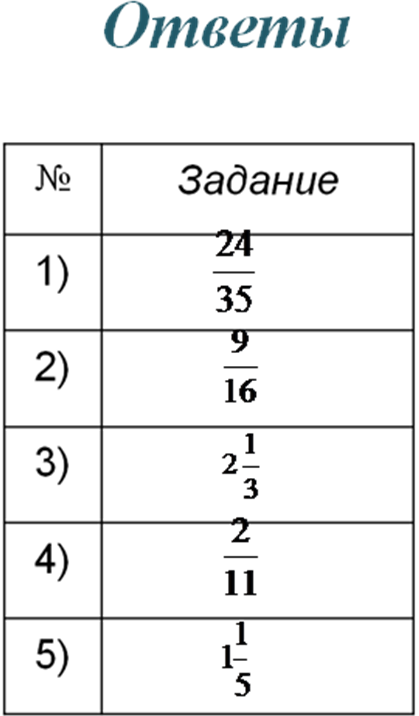 Ответы
№ Задание
1) 24/35
2) 9/16
3) 2 1/3
4) 2/11
5) 1 1/5